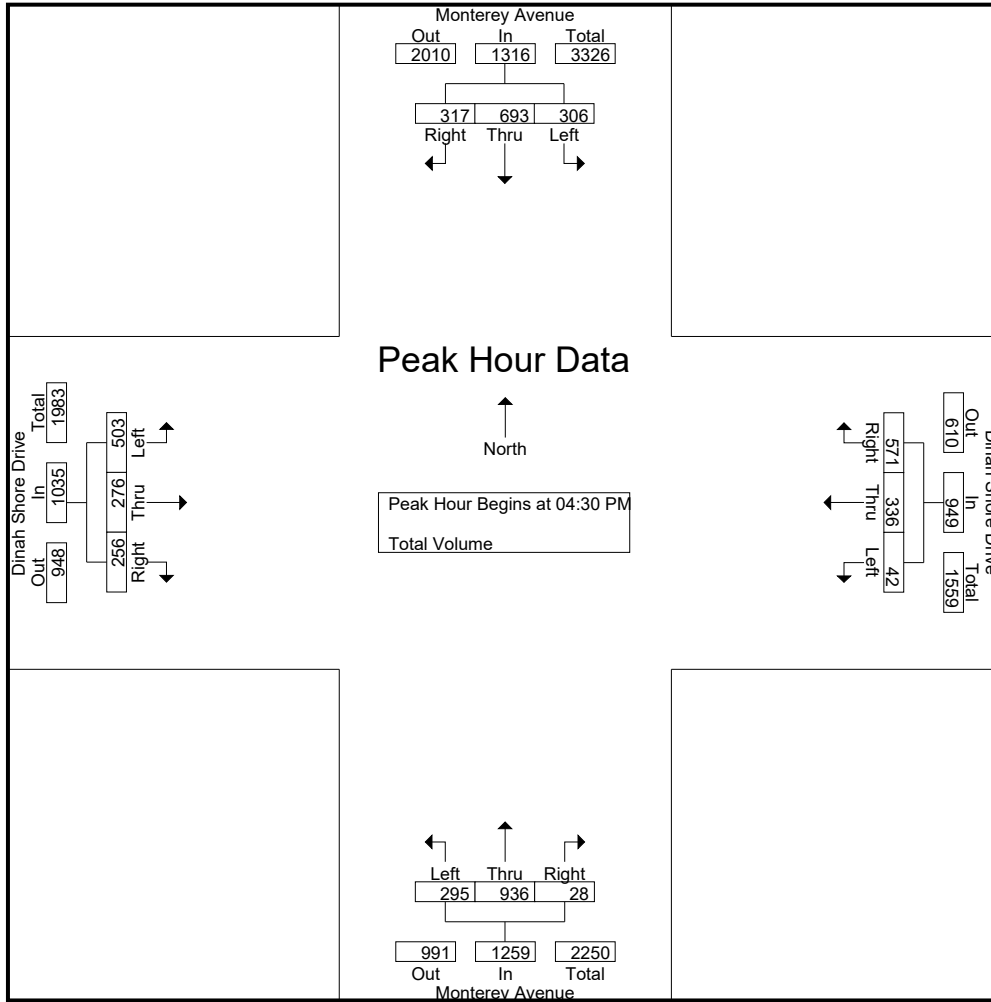 Monterey Avenue
Out In Total
2010 1316 3326
317 693 306
Right Thru Left
Peak Hour Data
North
Peak Hour Begins at 04:30 PM
Total Volume
Dinah Shore Drive
Total In Out
1983 1035 948
503 276 256
Left Thru Right
Right Thru Left
571 336 42
610 949 1559
Out In Total
Dinah Shore Drive
Left Thru Right
295 936 28
991 1259 2250
Out In Total
Monterey Avenue